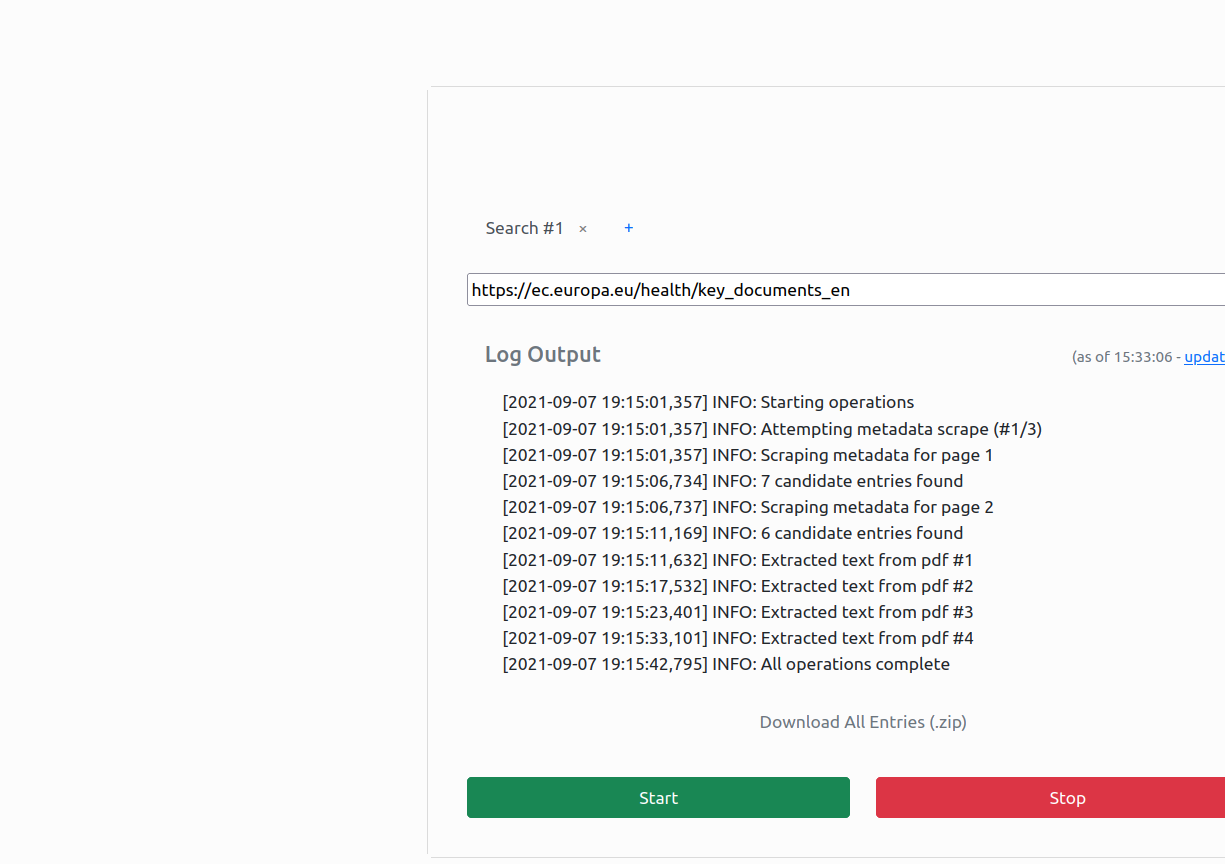 Search #1 × +
https://ec.europa.eu/health/key_documents_en
Log Output (as of 15:33:06 - updat
[2021-09-07 19:15:01,357] INFO: Starting operations
[2021-09-07 19:15:01,357] INFO: Attempting metadata scrape (#1/3)
[2021-09-07 19:15:01,357] INFO: Scraping metadata for page 1
[2021-09-07 19:15:06,734] INFO: 7 candidate entries found
[2021-09-07 19:15:06,737] INFO: Scraping metadata for page 2
[2021-09-07 19:15:11,169] INFO: 6 candidate entries found
[2021-09-07 19:15:11,632] INFO: Extracted text from pdf #1
[2021-09-07 19:15:17,532] INFO: Extracted text from pdf #2
[2021-09-07 19:15:23,401] INFO: Extracted text from pdf #3
[2021-09-07 19:15:33,101] INFO: Extracted text from pdf #4
[2021-09-07 19:15:42,795] INFO: All operations complete
Download All Entries (.zip)
Start Stop